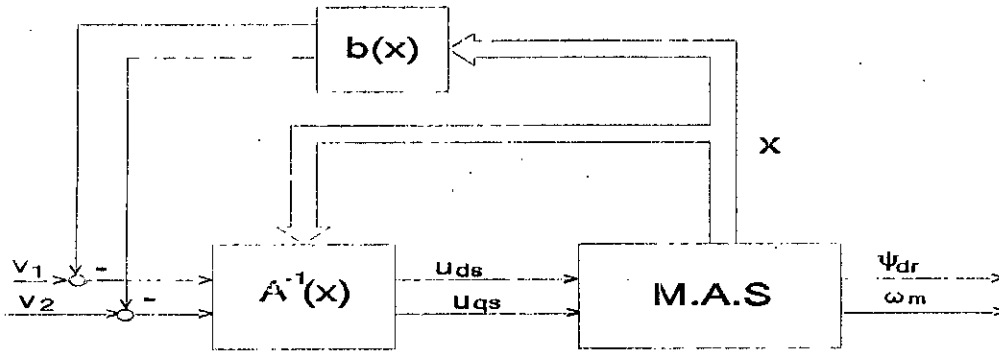 b(x)
x
v1
-
uds
ψdr
A-1(x)
M.A.S
v2
-
uqs
ωm